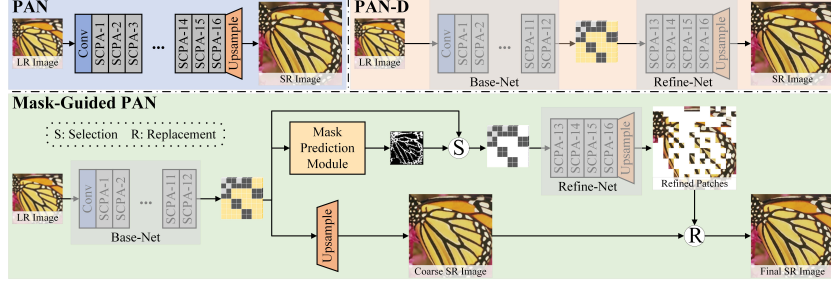 PAN
LR Image
Conv
SCPA-1
SCPA-2
SCPA-3
...
SCPA-14
SCPA-15
SCPA-16
Upsample
SR Image
PAN-D
LR Image
Conv
SCPA-1
SCPA-2
...
SCPA-11
SCPA-12
Base-Net
SCPA-13
SCPA-14
SCPA-15
SCPA-16
Upsample
Refine-Net
SR Image
Mask-Guided PAN
S: Selection R: Replacement
LR Image
Conv
SCPA-1
SCPA-2
...
SCPA-11
SCPA-12
Base-Net
Mask
Prediction
Module
S
SCPA-13
SCPA-14
SCPA-15
SCPA-16
Upsample
Refine-Net
Refined Patches
Upsample
Coarse SR Image
R
Final SR Image